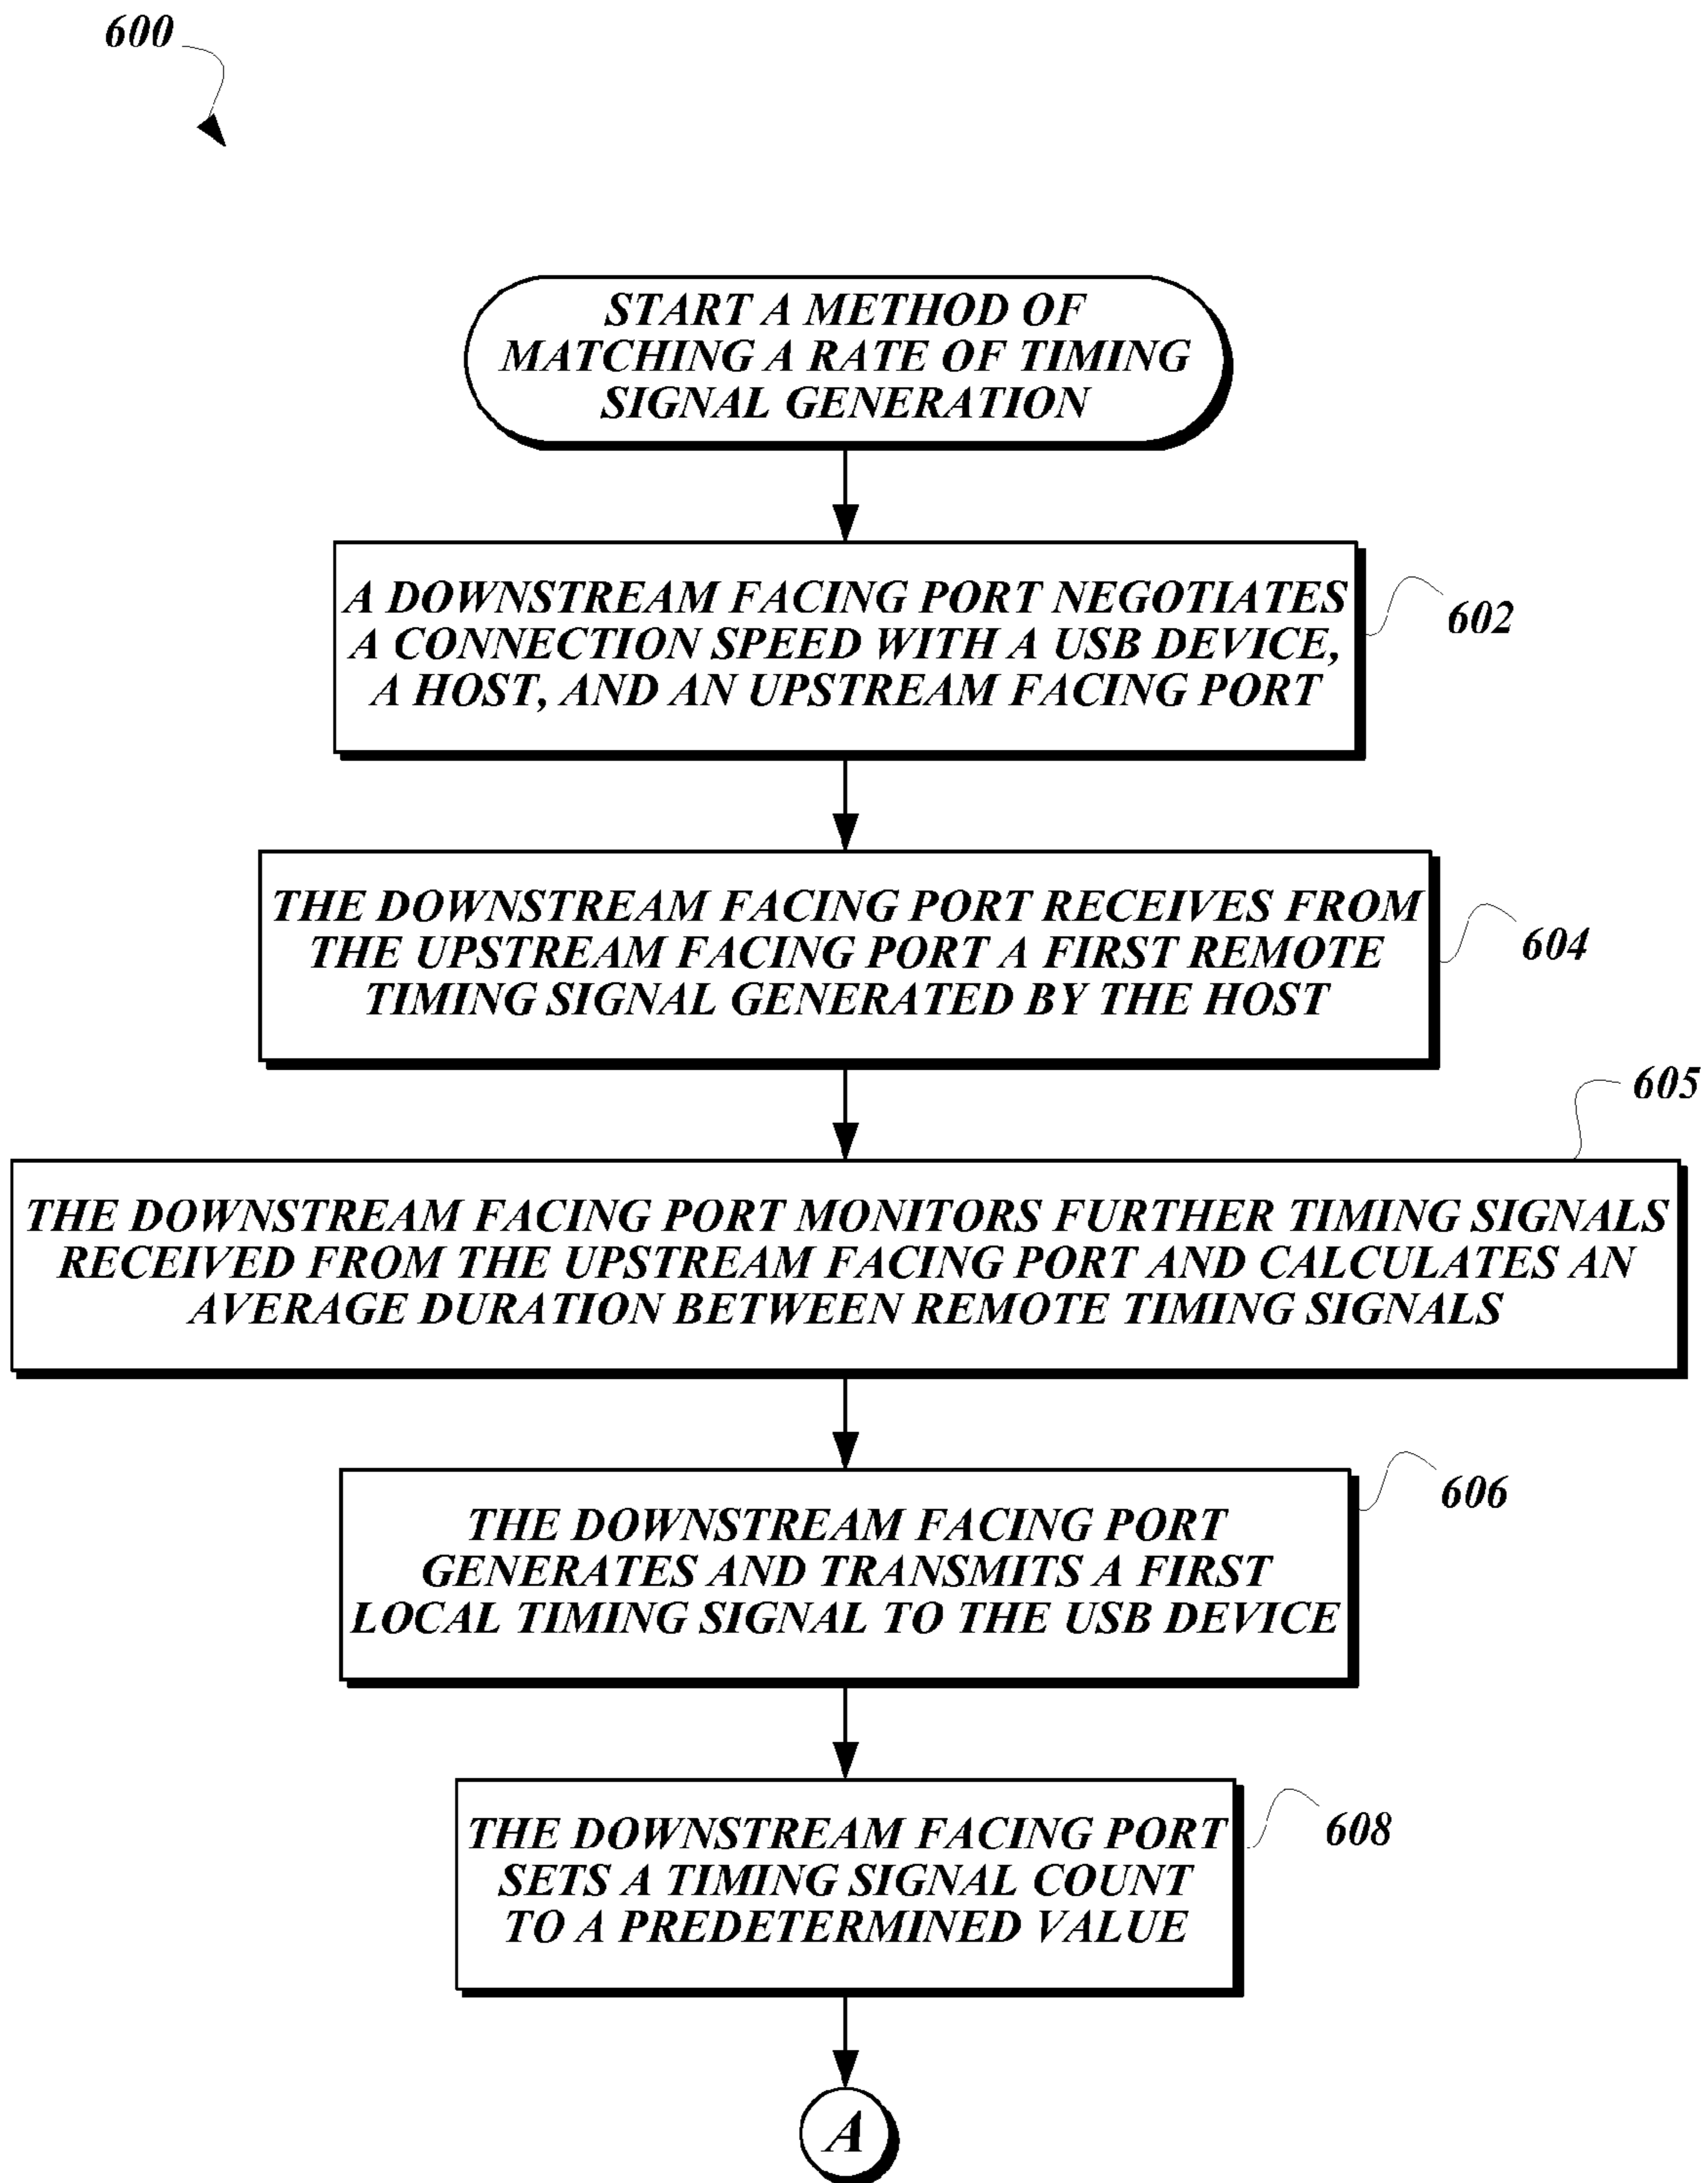 600
START A METHOD OF
MATCHING A RATE OF TIMING
SIGNAL GENERATION
A DOWNSTREAM FACING PORT NEGOTIATES
A CONNECTION SPEED WITH A USB DEVICE,
A HOST, AND AN UPSTREAM FACING PORT
602
THE DOWNSTREAM FACING PORT RECEIVES FROM
THE UPSTREAM FACING PORT A FIRST REMOTE
TIMING SIGNAL GENERATED BY THE HOST
604
605
THE DOWNSTREAM FACING PORT MONITORS FURTHER TIMING SIGNALS
RECEIVED FROM THE UPSTREAM FACING PORT AND CALCULATES AN
AVERAGE DURATION BETWEEN REMOTE TIMING SIGNALS
606
THE DOWNSTREAM FACING PORT
GENERATES AND TRANSMITS A FIRST
LOCAL TIMING SIGNAL TO THE USB DEVICE
608
THE DOWNSTREAM FACING PORT
SETS A TIMING SIGNAL COUNT
TO A PREDETERMINED VALUE
A